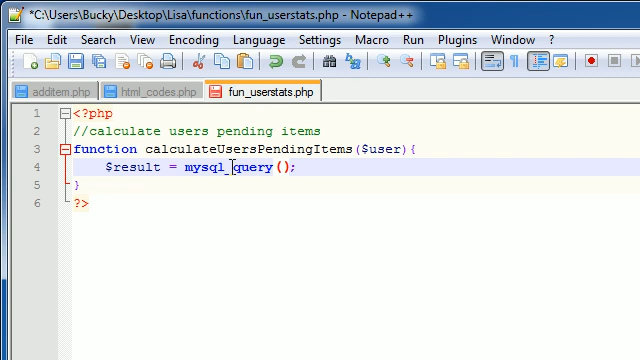 *C:\Users\Bucky\Desktop\Lisa\functions\fun_userstats.php - Notepad++
File Edit Search View Encoding Language Settings Macro Run Plugins Window ?
additem.php html_codes.php fun_userstats.php
1 <?php
2 //calculate users pending items
3 function calculateUsersPendingItems($user){
4 $result = mysql_query();
5 }
6 ?>